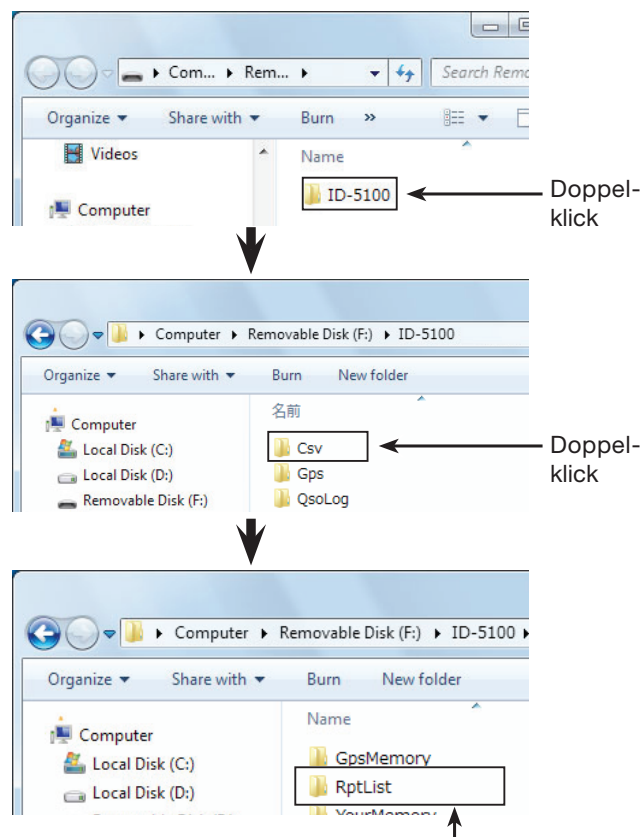 Com... Rem...
Search Remo
Organize Share with Burn »
Videos
Name
ID-5100
Doppel-
klick
Computer
Computer Removable Disk (F:) ID-5100
Organize Share with Burn New folder
名前
Computer
Csv
Doppel-
klick
Local Disk (C:)
Gps
Local Disk (D:)
QsoLog
Removable Disk (F:)
Computer Removable Disk (F:) ID-5100
Organize Share with Burn New folder
Name
Computer
GpsMemory
Local Disk (C:)
RptList
Local Disk (D:)
YourMemory